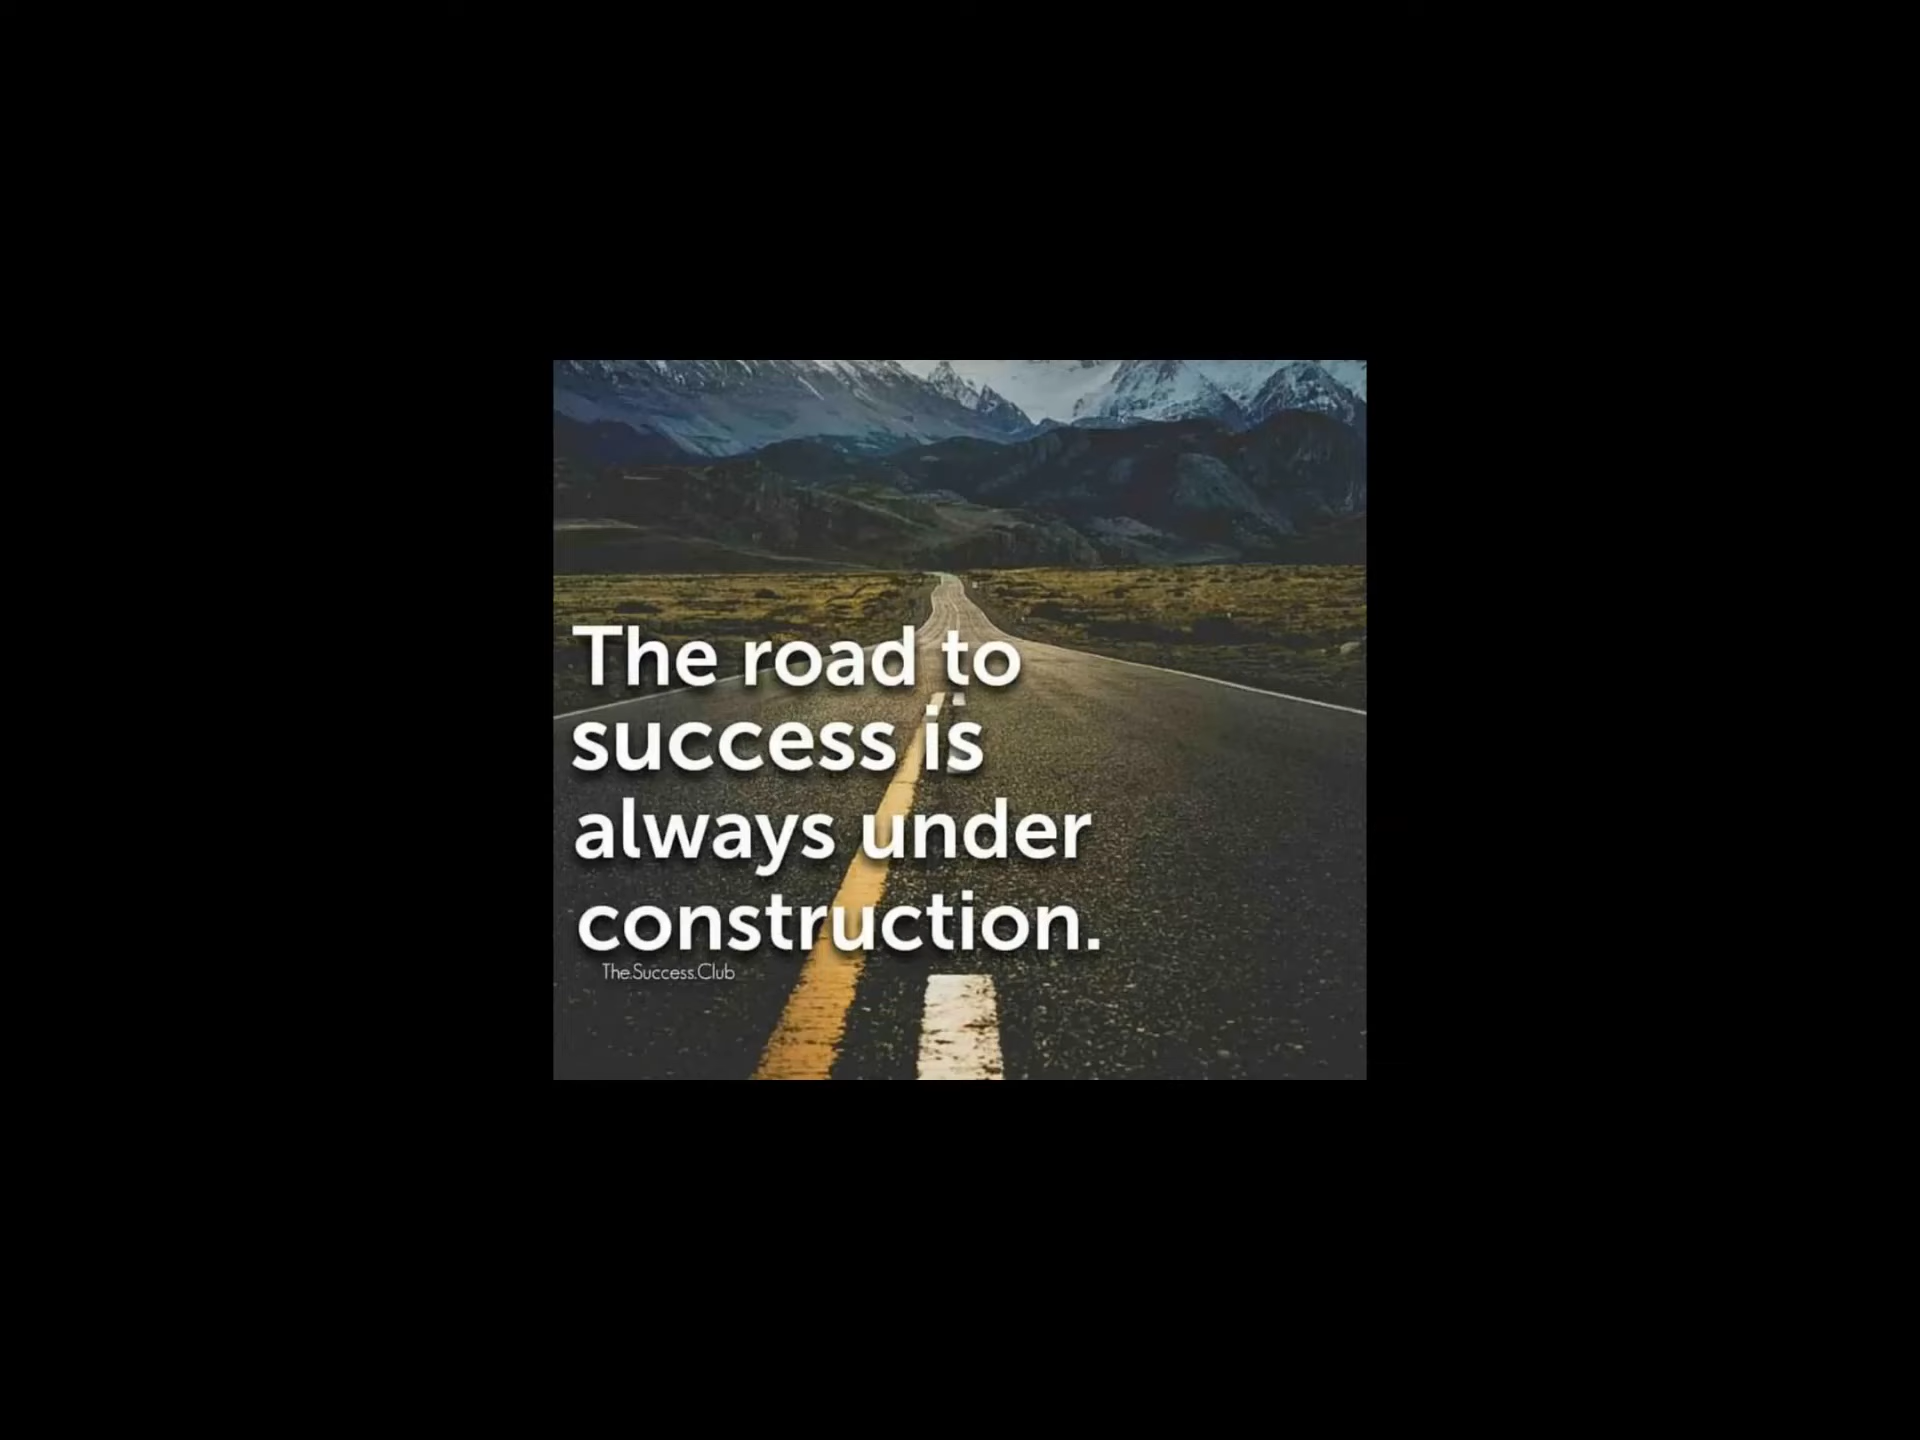 The road to
success is
always under
construction.
The.Success.Club